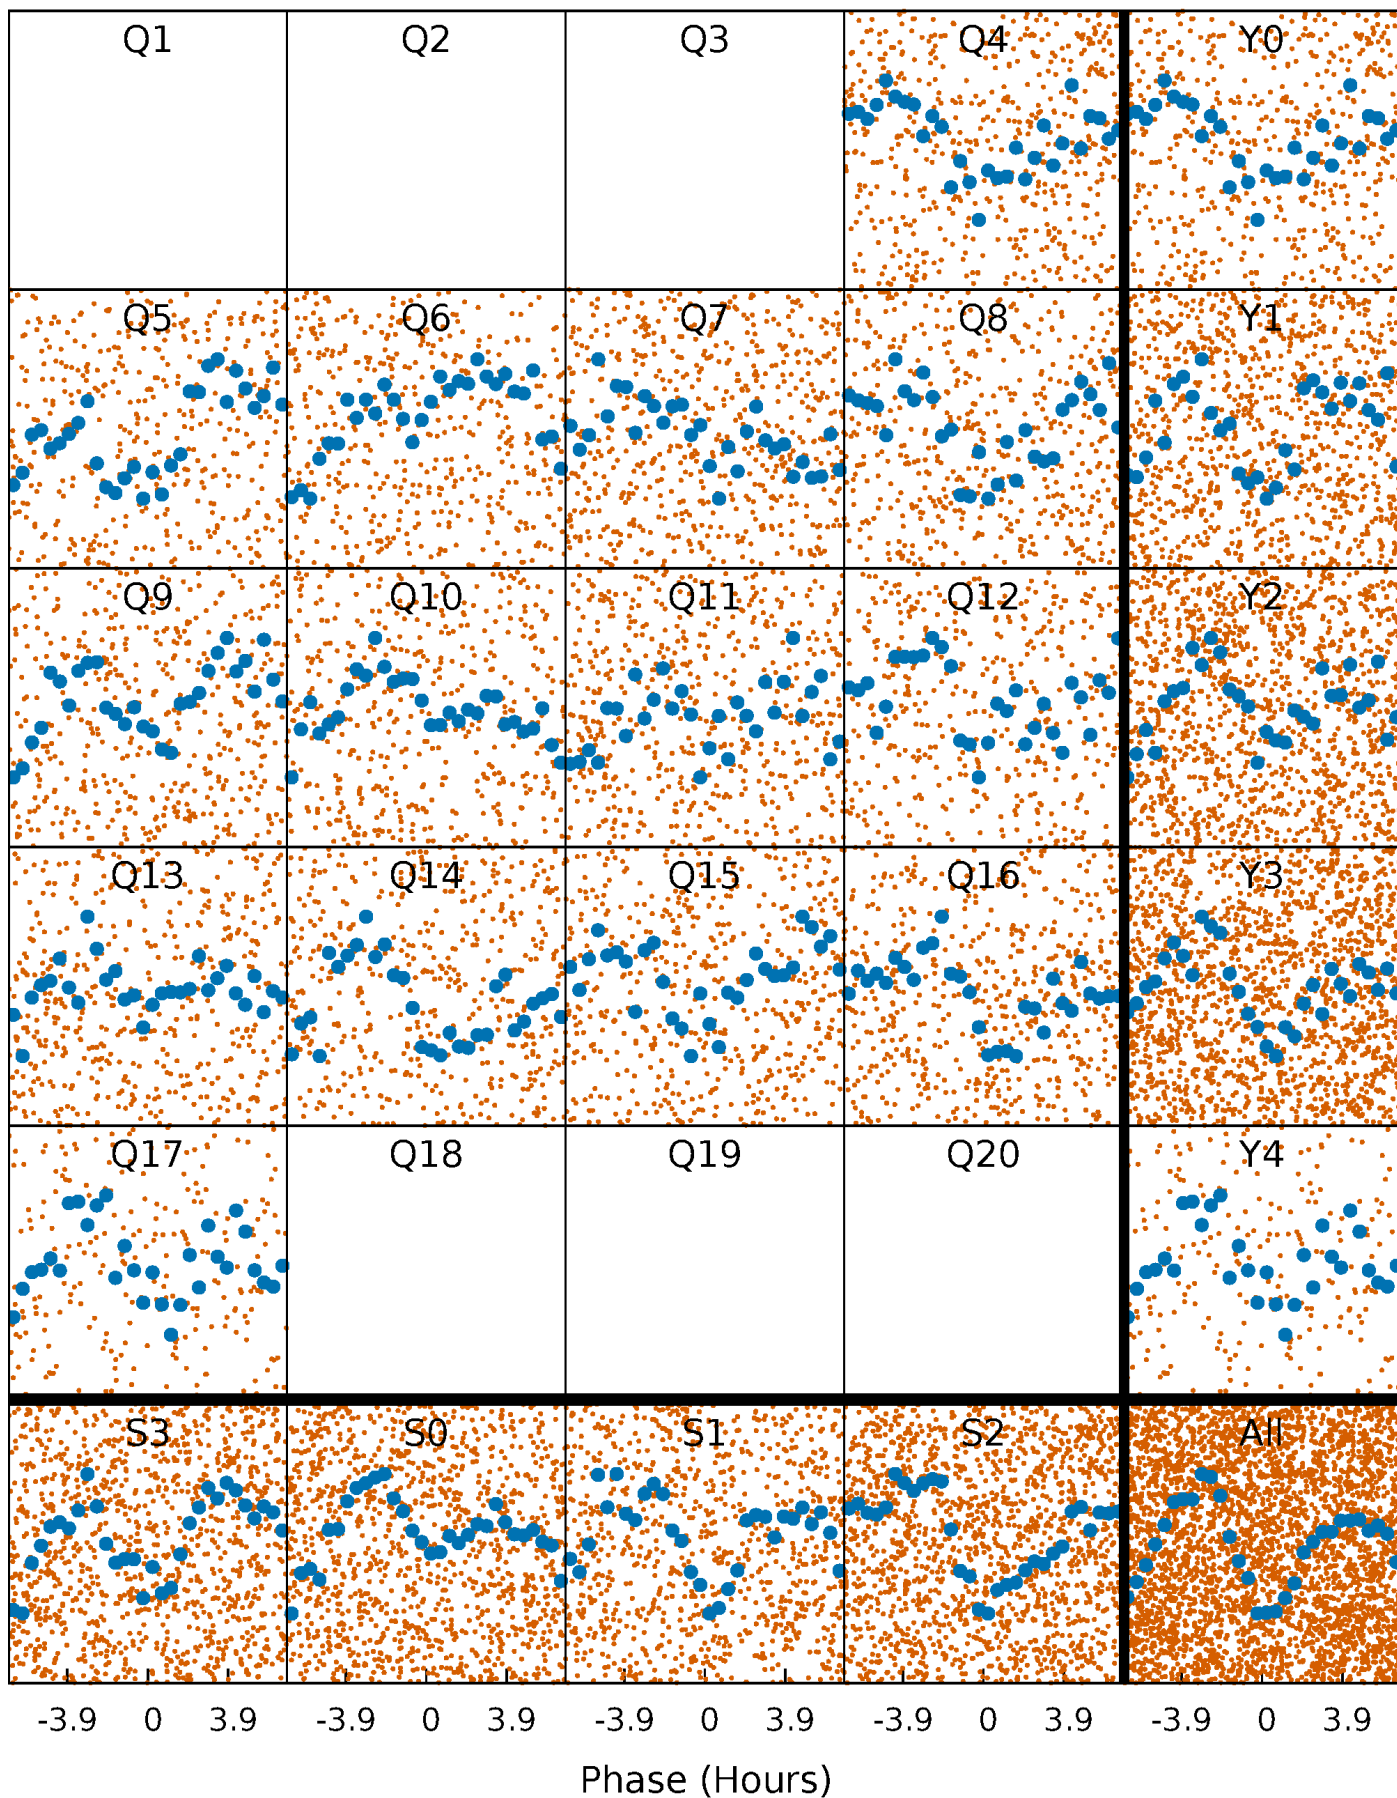 Q1 Q2 Q3 Q4 Y0
Q5 Q6 Q7 Q8 Y1
Q9 Q10 Q11 Q12 Y2
Q13 Q14 Q15 Q16 Y3
Q17 Q18 Q19 Q20 Y4
S3 S0 S1 S2 All
-3.9 0 3.9 -3.9 0 3.9 -3.9 0 3.9 -3.9 0 3.9 -3.9 0 3.9
Phase (Hours)